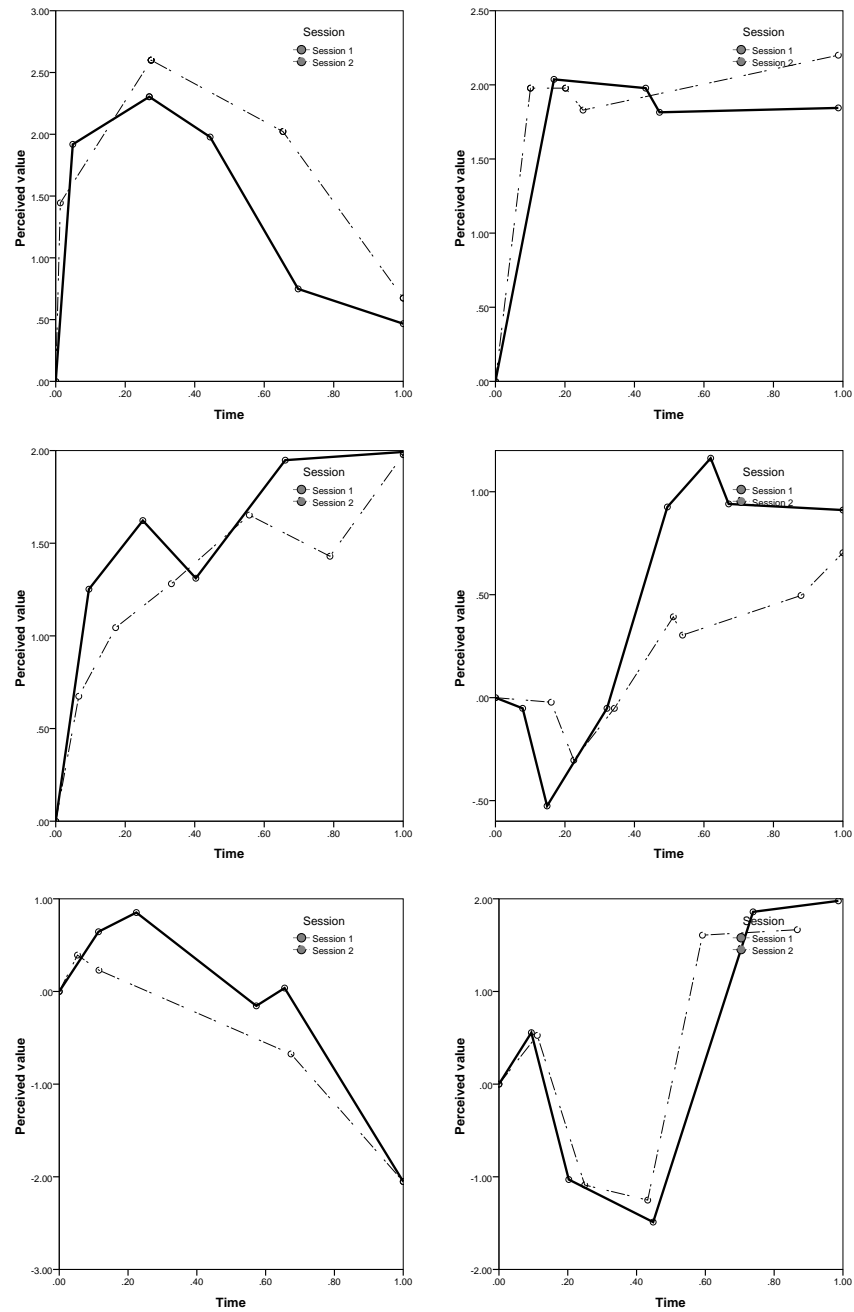 3.00
2.50
2.00
1.50
1.00
.50
.00
Perceived value
.00 .20 .40 .60 .80 1.00
Time
Session
Session 1
Session 2
2.50
2.00
1.50
1.00
.50
.00
Perceived value
.00 .20 .40 .60 .80 1.00
Time
Session
Session 1
Session 2
2.00
1.50
1.00
.50
.00
Perceived value
.00 .20 .40 .60 .80 1.00
Time
Session
Session 1
Session 2
1.00
.50
.00
-.50
Perceived value
.00 .20 .40 .60 .80 1.00
Time
Session
Session 1
Session 2
1.00
.00
-1.00
-2.00
-3.00
Perceived value
.00 .20 .40 .60 .80 1.00
Time
Session
Session 1
Session 2
2.00
1.00
.00
-1.00
-2.00
Perceived value
.00 .20 .40 .60 .80 1.00
Time
Session
Session 1
Session 2